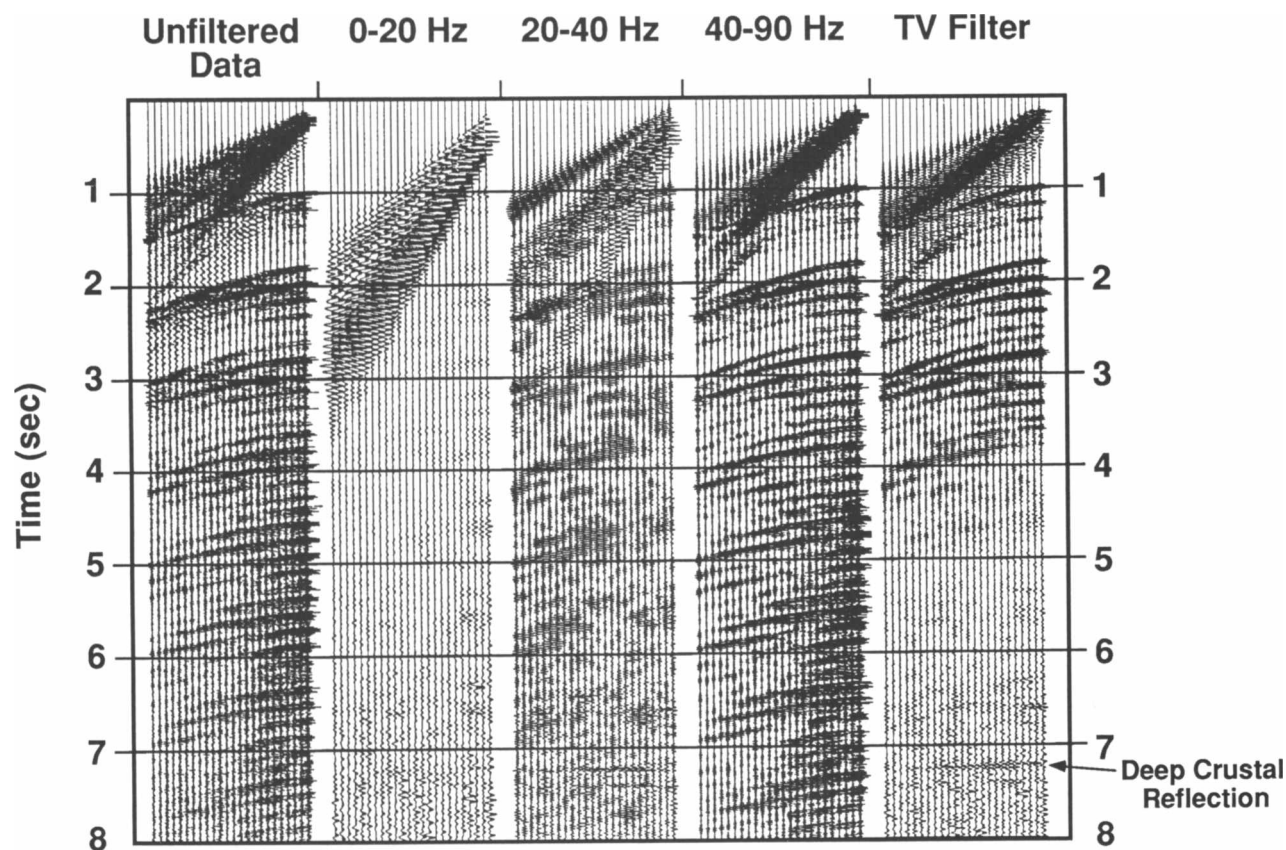 Unfiltered
Data
0-20 Hz
20-40 Hz
40-90 Hz
TV Filter
Time (sec)
1
2
3
4
5
6
7
8
1
2
3
4
5
6
7
8
Deep Crustal
Reflection